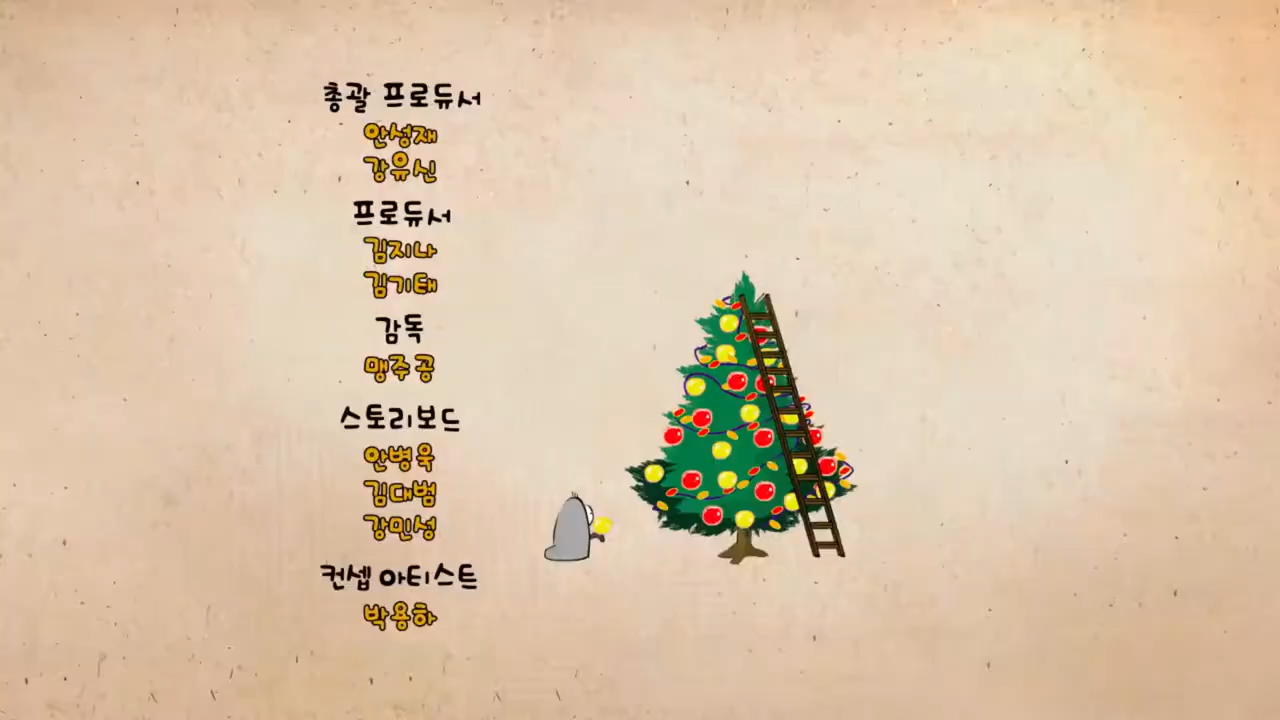 총괄 프로듀서
안성재
강유신
프로듀서
김지나
김기태
감독
맹주공
스토리보드
안병욱
김대범
강민성
컨셉 아티스트
박용하